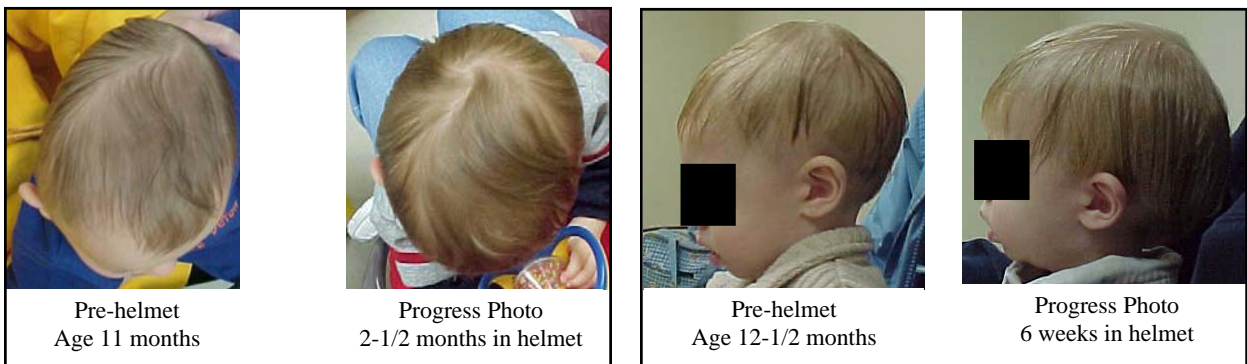 Pre-helmet
Age 11 months
Progress Photo
2-1/2 months in helmet
Pre-helmet
Age 12-1/2 months
Progress Photo
6 weeks in helmet